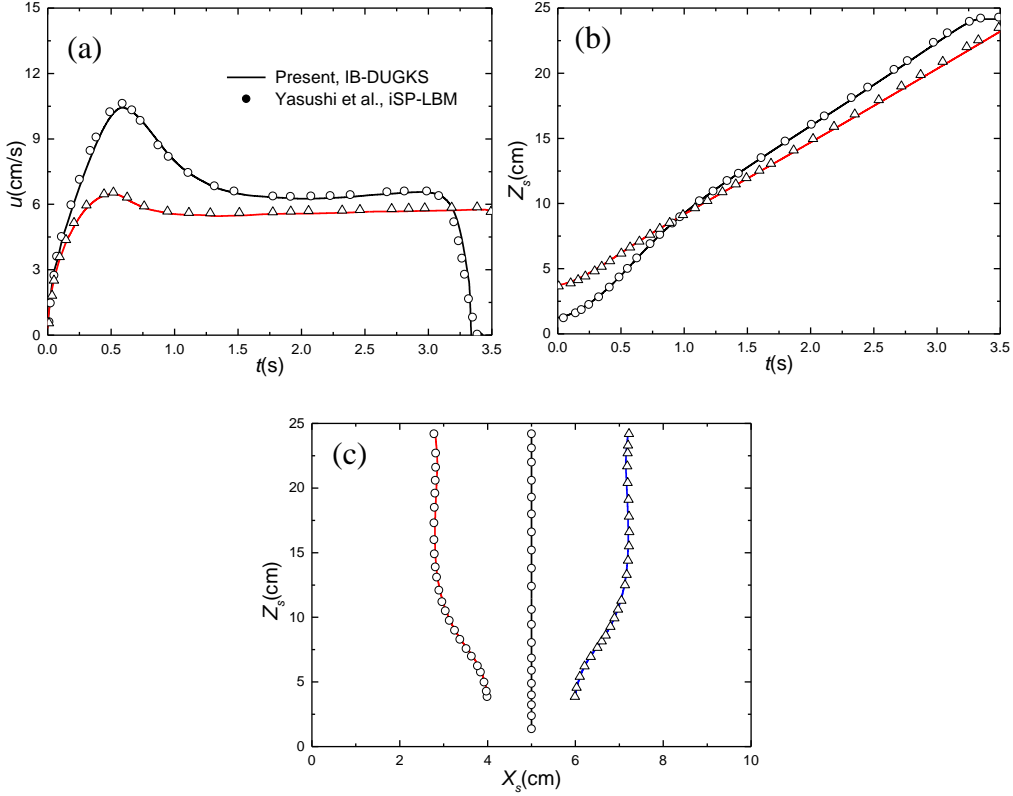 (a)
Present, IB-DUGKS
Yasushi et al., iSP-LBM
u(cm/s)
15
12
9
6
3
0
0.0 0.5 1.0 1.5 2.0 2.5 3.0 3.5
t(s)
(b)
Z_s(cm)
25
20
15
10
5
0
0.0 0.5 1.0 1.5 2.0 2.5 3.0 3.5
t(s)
(c)
Z_s(cm)
25
20
15
10
5
0
0 2 4 6 8 10
X_s(cm)